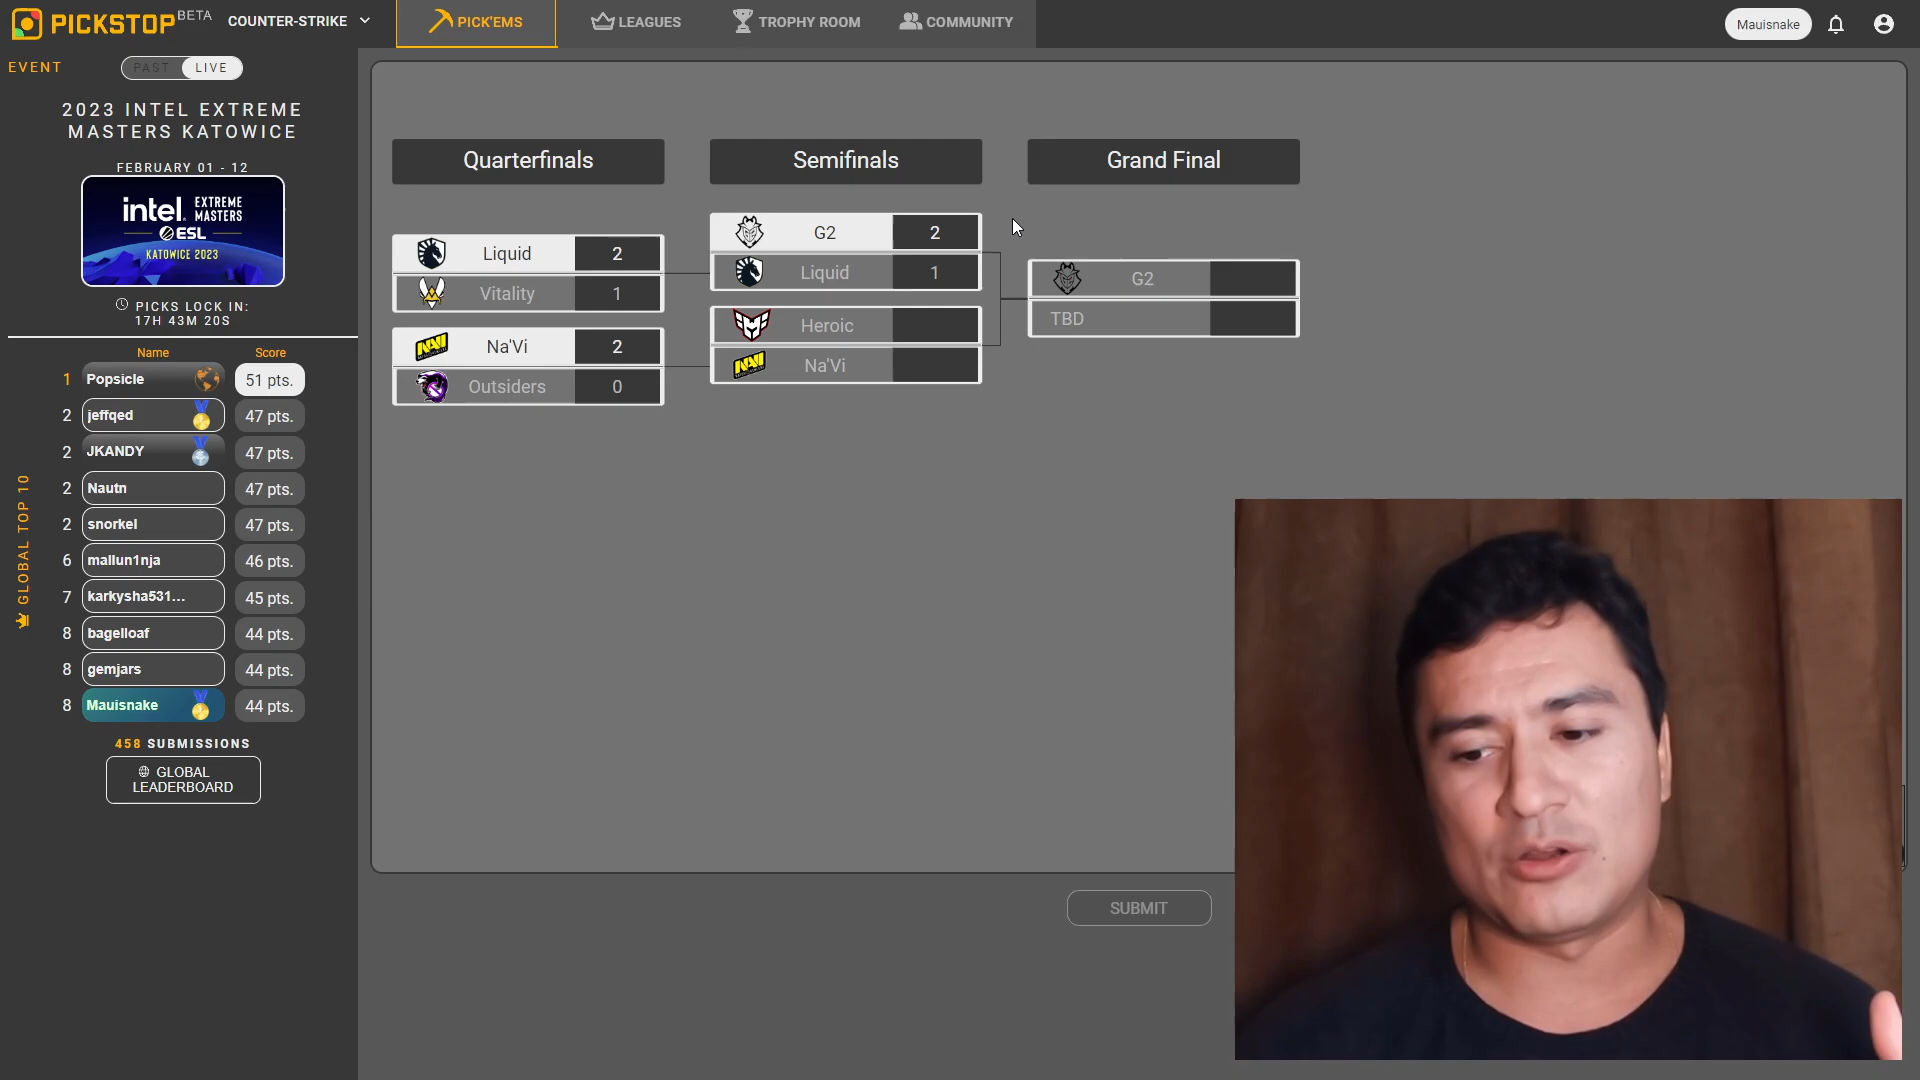 PICKSTOP BETA
COUNTER-STRIKE
PICK'EMS
LEAGUES
TROPHY ROOM
COMMUNITY
Mauisnake
EVENT
PAST
LIVE
2023 INTEL EXTREME
MASTERS KATOWICE
FEBRUARY 01 - 12
intel. EXTREME
MASTERS
ESL
KATOWICE 2023
PICKS LOCK IN:
17H 43M 20S
Name Score
1 Popsicle 51 pts.
2 jeffqed 47 pts.
2 JKANDY 47 pts.
2 Nautn 47 pts.
2 snorkel 47 pts.
6 mallun1nja 46 pts.
7 karkysha531... 45 pts.
8 bagelloaf 44 pts.
8 gemjars 44 pts.
8 Mauisnake 44 pts.
GLOBAL TOP 10
458 SUBMISSIONS
GLOBAL
LEADERBOARD
Quarterfinals
Liquid 2
Vitality 1
Na'Vi 2
Outsiders 0
Semifinals
G2 2
Liquid 1
Heroic
Na'Vi
Grand Final
G2
TBD
SUBMIT